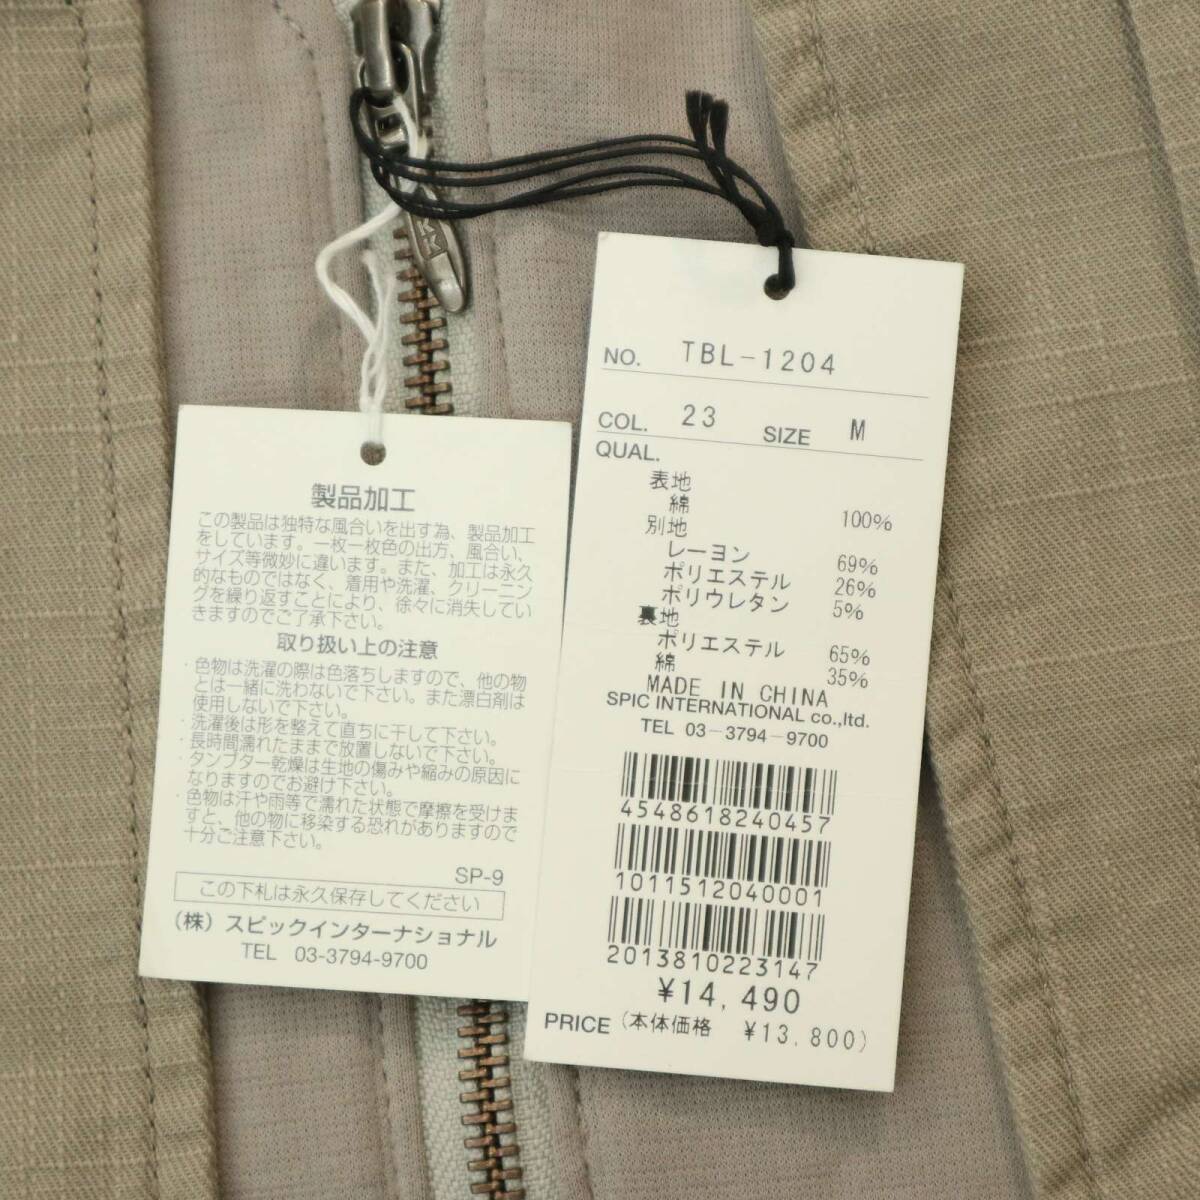 製品加工
この製品は独特な風合いを出す為、製品加工
をしています。一枚一枚色の出方、風合い、
サイズ等微妙に違います。また、加工は永久
的なものではなく、着用や洗濯、クリーニン
グを繰り返すことにより、徐々に消失してい
きますのでご了承下さい。
取り扱い上の注意
・色物は洗濯の際は色落ちしますので、他の物
とは一緒に洗わないで下さい。また漂白剤は
使用しないで下さい。
・洗濯後は形を整えて直ちに干して下さい。
・長時間濡れたままで放置しないで下さい。
・タンブター乾燥は生地の傷みや縮みの原因に
なりますのでお避け下さい。
・色物は汗や雨等で濡れた状態で摩擦を受けま
すと、他の物に移染する恐れがありますので
十分ご注意下さい。
SP-9
この下札は永久保存してください
(株)スピックインターナショナル
TEL 03-3794-9700
NO. TBL-1204
COL. 23 SIZE M
QUAL.
表地
綿 100%
別地
レーヨン 69%
ポリエステル 26%
ポリウレタン 5%
裏地
ポリエステル 65%
綿 35%
MADE IN CHINA
SPIC INTERNATIONAL co.,ltd.
TEL 03-3794-9700
4548618240457
1011512040001
2013810223147
¥14,490
PRICE (本体価格 ¥13,800)